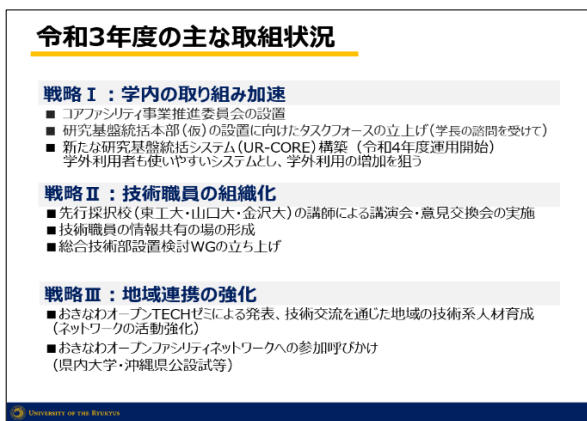 令和3年度の主な取組状況
戦略Ⅰ：学内の取り組み加速
■ コアファシリティ事業推進委員会の設置
■ 研究基盤統括本部(仮)の設置に向けたタスクフォースの立上げ(学長の諮問を受けて)
■ 新たな研究基盤統括システム(UR-CORE)構築 (令和4年度運用開始)
学外利用者も使いやすいシステムとし、学外利用の増加を狙う
戦略Ⅱ：技術職員の組織化
■先行採択校(東工大・山口大・金沢大)の講師による講演会・意見交換会の実施
■技術職員の情報共有の場の形成
■総合技術部設置検討WGの立ち上げ
戦略Ⅲ：地域連携の強化
■おきなわオープンTECHゼミによる発表、技術交流を通じた地域の技術系人材育成
(ネットワークの活動強化)
■おきなわオープンファシリティネットワークへの参加呼びかけ
(県内大学・沖縄県公設試等)
UNIVERSITY OF THE RYUKYUS